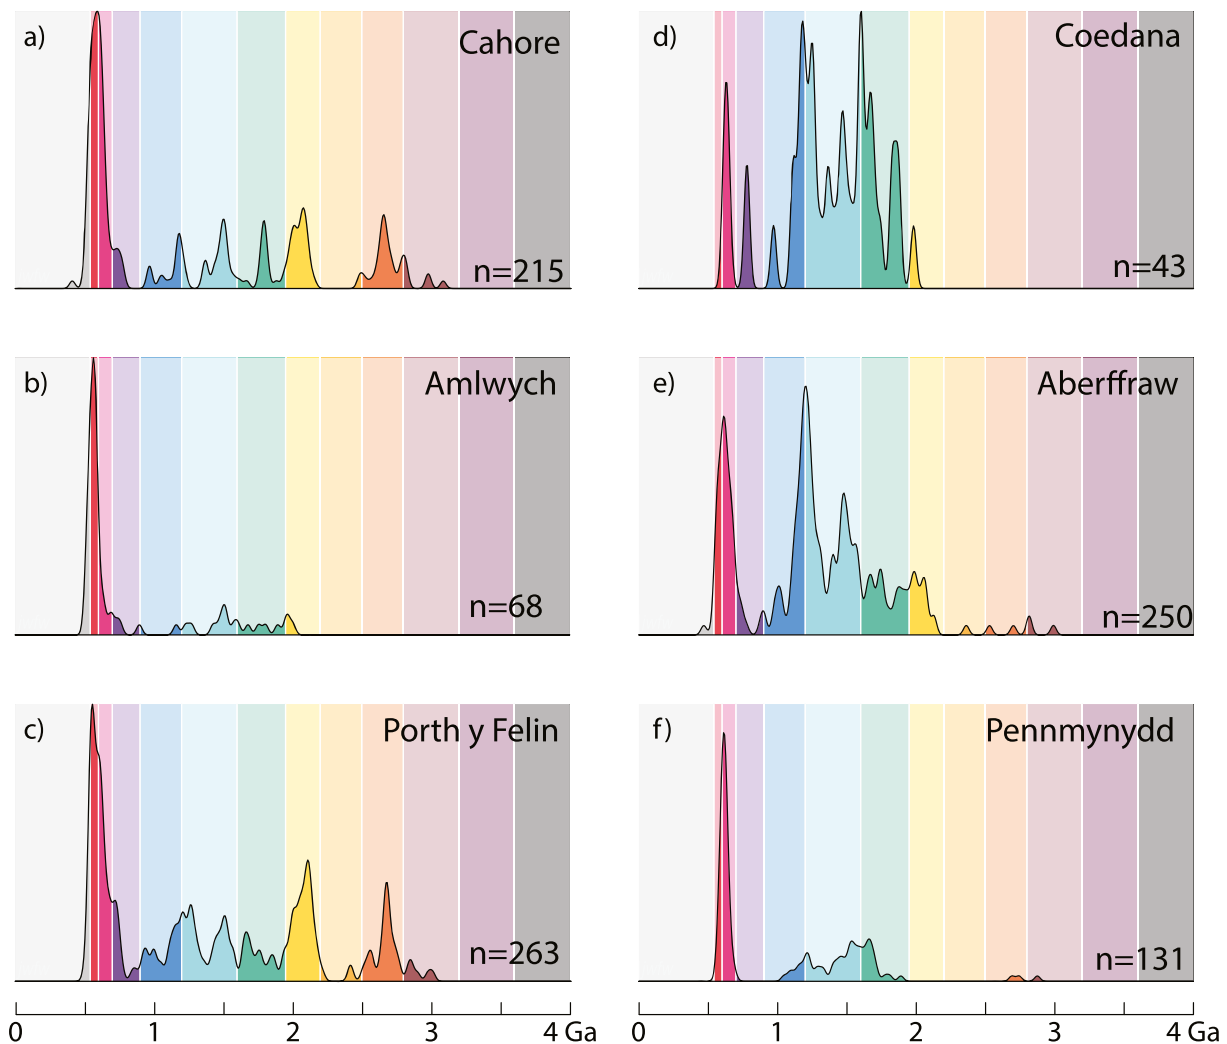 a)
Cahore
n=215
d)
Coedana
n=43
b)
Amlwych
n=68
e)
Aberffraw
n=250
c)
Porth y Felin
n=263
f)
Pennmynydd
n=131
0 1 2 3 4 Ga
0 1 2 3 4 Ga